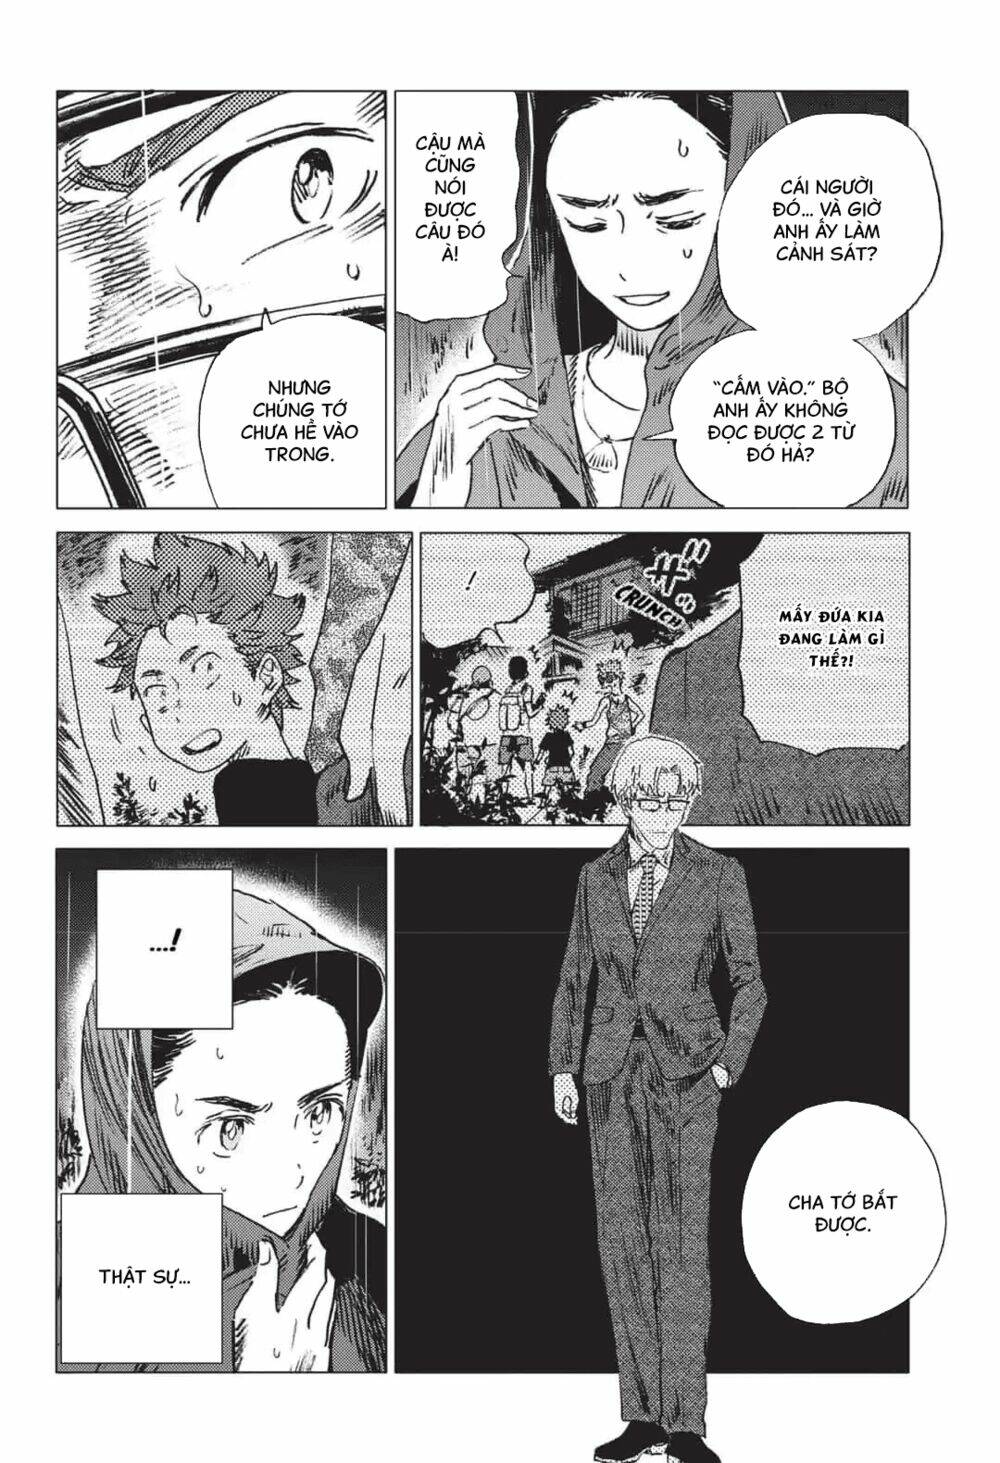 CÁI NGƯỜI
ĐÓ... VÀ GIỜ
ANH ẤY LÀM
CẢNH SÁT?
“CẤM VÀO.” BỘ
ANH ẤY KHÔNG
ĐỌC ĐƯỢC 2 TỪ
ĐÓ HẢ?
CẬU MÀ
CŨNG
NÓI
ĐƯỢC
CÂU ĐÓ
À!
NHƯNG
CHÚNG TỚ
CHƯA HỀ VÀO
TRONG.
MẤY ĐỨA KIA
ĐANG LÀM GÌ
THẾ?!
ザザ
CRUNCH
!
CHA TỚ BẮT
ĐƯỢC.
...!
THẬT SỰ...